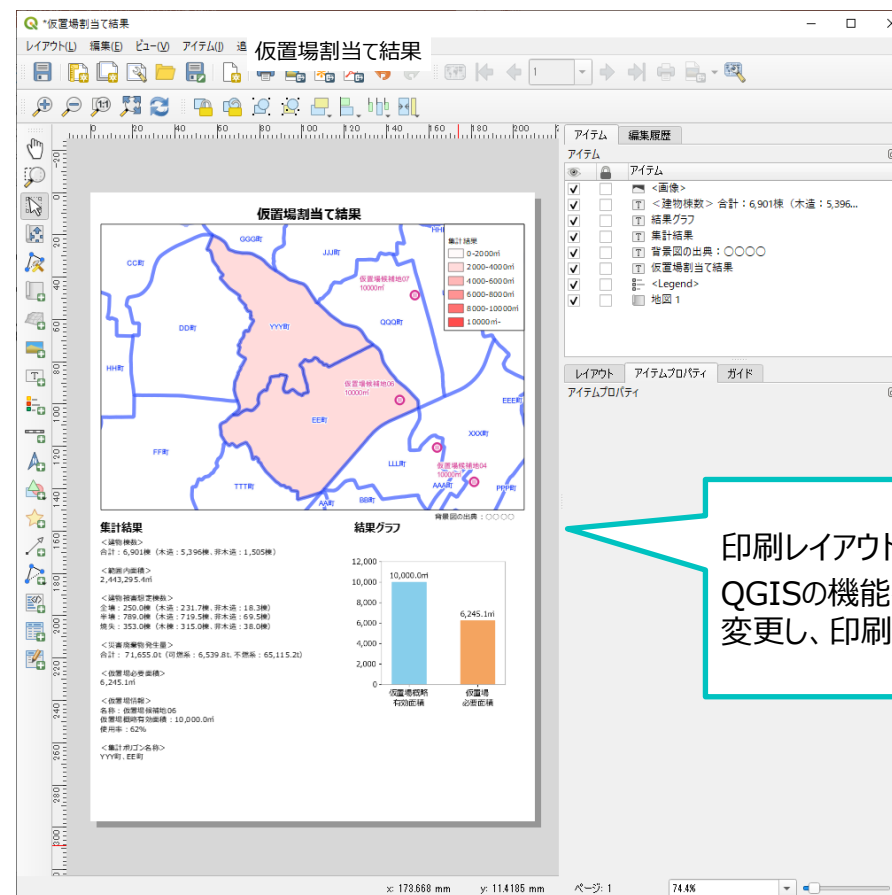 *仮置場割当て結果
レイアウト(L) 編集(E) ビュー(V) アイテム(I) 追
仮置場割当て結果
1
0 20 40 60 80 100 120 140 160 180 200
アイテム 編集履歴
アイテム
アイテム
<画像>
<建物棟数> 合計：6,901棟（木造：5,396...
結果グラフ
集計結果
背景図の出典：〇〇〇〇
仮置場割当て結果
<Legend>
地図 1
レイアウト アイテムプロパティ ガイド
アイテムプロパティ
仮置場割当て結果
GGG町
JJJ町
HH
CCC町
DDD町
YYY町
QQQ町
HHH町
EEE町
EEE
FFF町
XXX町
LLL町
TTT町
AAA町
BBB町
AAA町
PPP町
仮置場候補地07
10000㎡
仮置場候補地06
10000㎡
仮置場候補地04
10000㎡
集計結果
0-2000㎡
2000-4000㎡
4000-6000㎡
6000-8000㎡
8000-10000㎡
10000㎡-
背景図の出典：〇〇〇〇
集計結果
＜建物棟数＞
合計：6,901棟（木造：5,396棟、非木造：1,505棟）
＜範囲内面積＞
2,443,295.4㎡
＜建物被害想定棟数＞
全壊：250.0棟（木造：231.7棟、非木造：18.3棟）
半壊：789.0棟（木造：719.5棟、非木造：69.5棟）
焼失：353.0棟（木棟：315.0棟、非木造：38.0棟）
＜災害廃棄物発生量＞
合計：71,655.0t（可燃系：6,539.8t、不燃系：65,115.2t）
＜仮置場必要面積＞
6,245.1㎡
＜仮置場情報＞
名称：仮置場候補地06
仮置場概略有効面積：10,000.0㎡
使用率：62%
＜集計ポリゴン名称＞
YYY町、EEE町
結果グラフ
12,000
10,000
8,000
6,000
4,000
2,000
0
10,000.0㎡
6,245.1㎡
仮置場概略
有効面積
仮置場
必要面積
印刷レイアウト
QGISの機能
変更し、印刷
x: 173.668 mm y: 11.4185 mm ページ: 1 74.4%